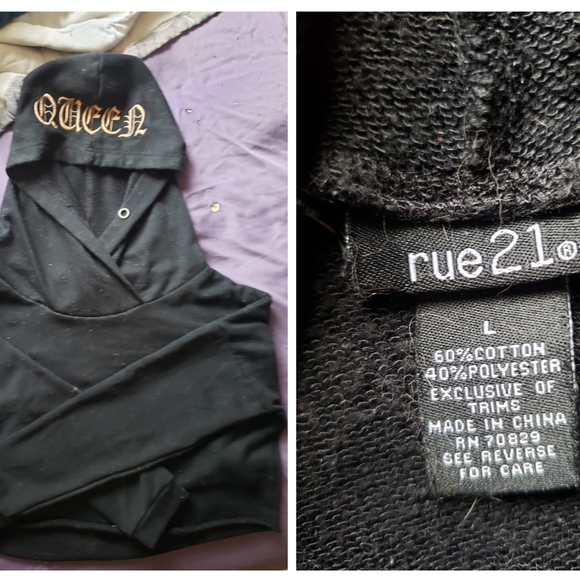 QUEEN
rue21®
L
60%COTTON
40%POLYESTER
EXCLUSIVE OF
TRIMS
MADE IN CHINA
RN 70829
SEE REVERSE
FOR CARE